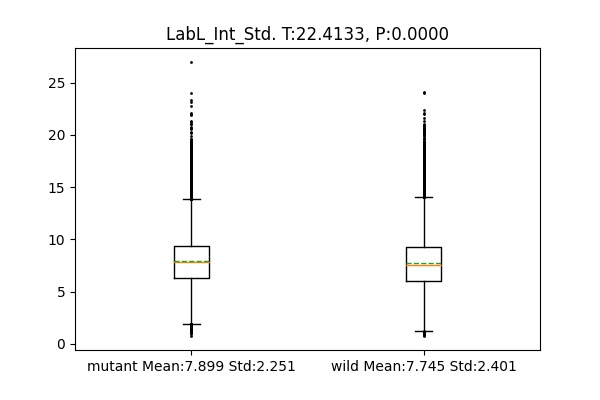 LabL_Int_Std. T:22.4133, P:0.0000
25
20
15
10
5
0
mutant Mean:7.899 Std:2.251
wild Mean:7.745 Std:2.401